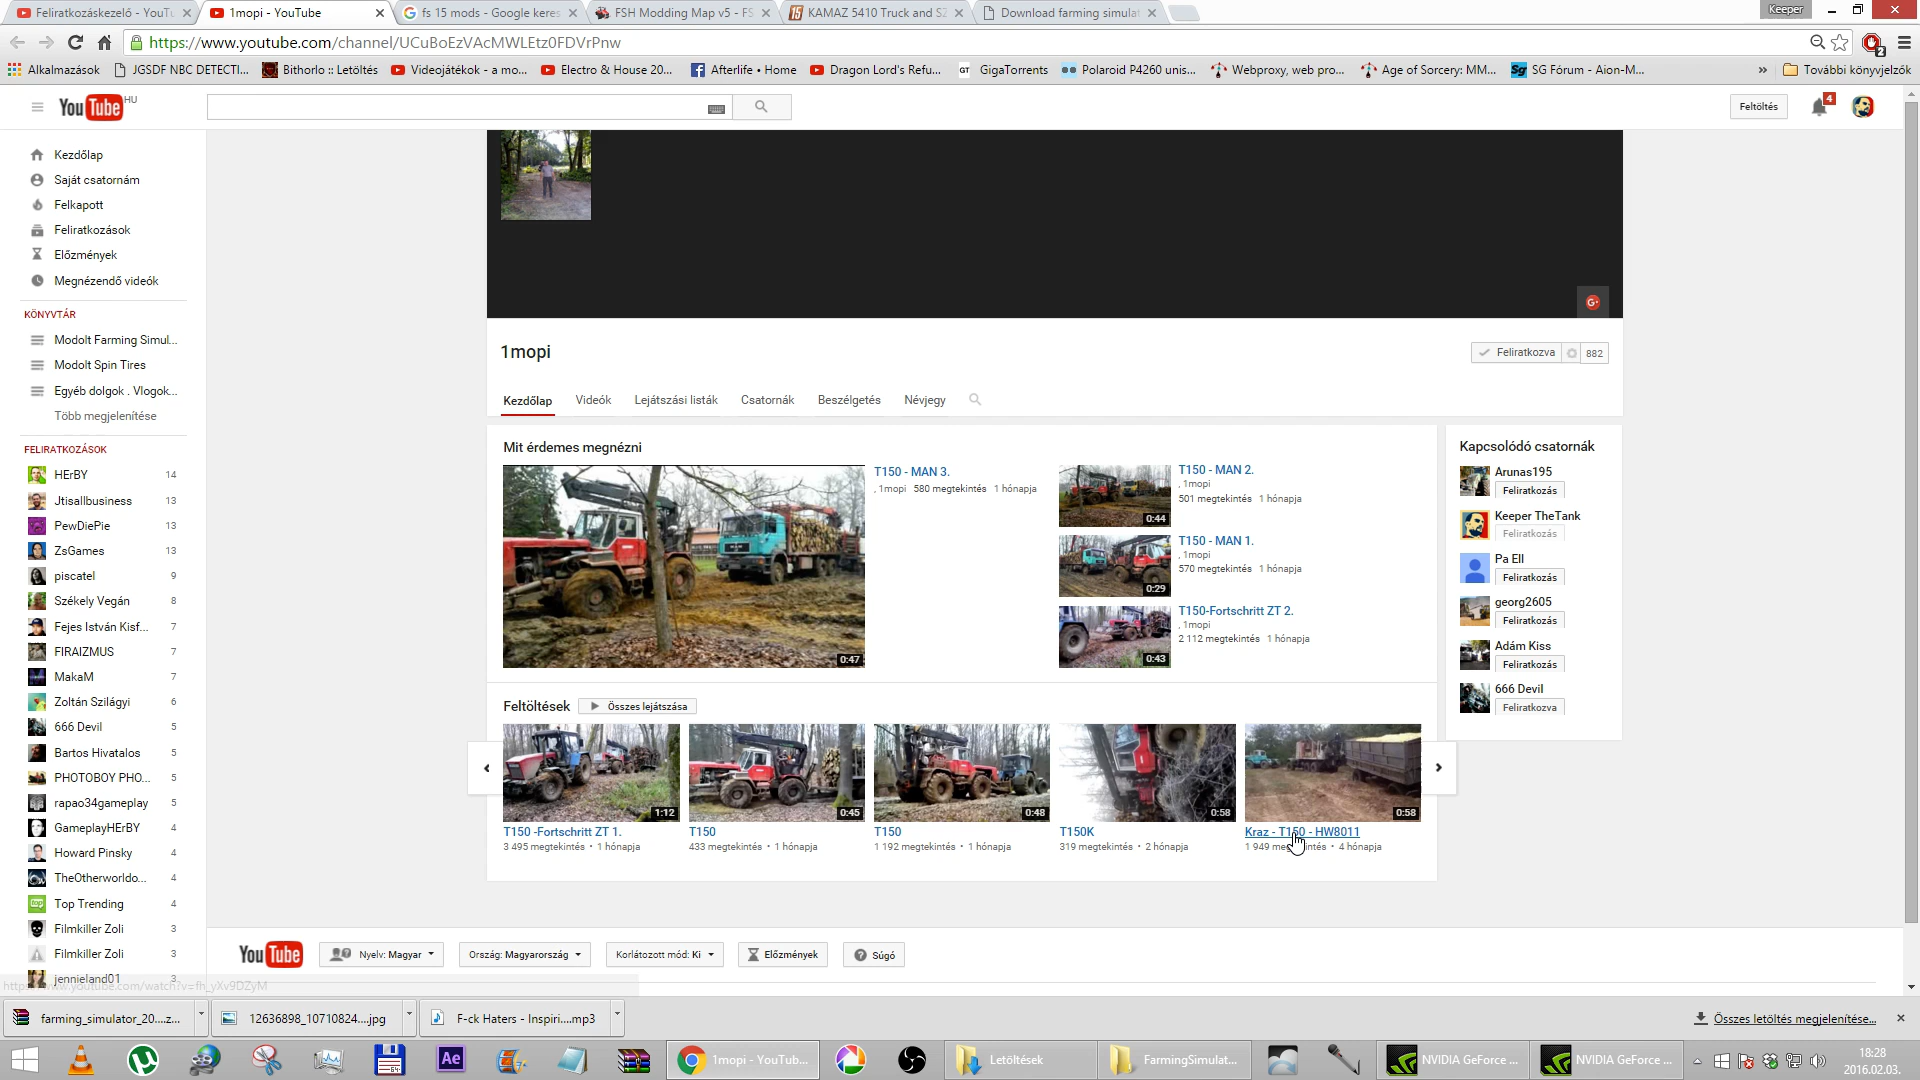 Feliratkozáskezelő - YouTu
1mopi - YouTube
fs 15 mods - Google keres
FSH Modding Map v5 - FS
KAMAZ 5410 Truck and SZ
Download farming simulat
Keeper
https://www.youtube.com/channel/UCuBoEzVAcMWLEtz0FDVrPnw
2
Alkalmazások
JGSDF NBC DETECTI...
Bithorlo :: Letöltés
Videojátékok - a mo...
Electro & House 20...
Afterlife • Home
Dragon Lord's Refu...
GT GigaTorrents
Polaroid P4260 unis...
Webproxy, web pro...
Age of Sorcery: MM...
Sg SG Fórum - Aion-M...
»
További könyvjelzők
YouTube HU
Feltöltés
4
Kezdőlap
Saját csatornám
Felkapott
Feliratkozások
Előzmények
Megnézendő videók
KÖNYVTÁR
Modolt Farming Simul...
Modolt Spin Tires
Egyéb dolgok . Vlogok...
Több megjelenítése
FELIRATKOZÁSOK
HErBY 14
Jtisallbusiness 13
PewDiePie 13
ZsGames 13
piscatel 9
Székely Vegán 8
Fejes István Kisf... 7
FIRAIZMUS 7
MakaM 7
Zoltán Szilágyi 6
666 Devil 5
Bartos Hivatalos 5
PHOTOBOY PHO... 5
rapao34gameplay 5
GameplayHErBY 4
Howard Pinsky 4
TheOtherworldo... 4
Top Trending 4
Filmkiller Zoli 3
Filmkiller Zoli 3
jennieland01 3
G+
1mopi
Feliratkozva 882
Kezdőlap
Videók
Lejátszási listák
Csatornák
Beszélgetés
Névjegy
Mit érdemes megnézni
0:47
T150 - MAN 3.
, 1mopi 580 megtekintés 1 hónapja
0:44
T150 - MAN 2.
, 1mopi
501 megtekintés 1 hónapja
0:29
T150 - MAN 1.
, 1mopi
570 megtekintés 1 hónapja
0:43
T150-Fortschritt ZT 2.
, 1mopi
2 112 megtekintés 1 hónapja
Feltöltések
Összes lejátszása
1:12
T150 -Fortschritt ZT 1.
3 495 megtekintés • 1 hónapja
0:45
T150
433 megtekintés • 1 hónapja
0:48
T150
1 192 megtekintés • 1 hónapja
0:58
T150K
319 megtekintés • 2 hónapja
0:58
Kraz - T150 - HW8011
1 949 megtekintés • 4 hónapja
Kapcsolódó csatornák
Arunas195
Feliratkozás
Keeper TheTank
Feliratkozás
Pa Ell
Feliratkozás
georg2605
Feliratkozás
Adám Kiss
Feliratkozás
666 Devil
Feliratkozva
YouTube
Nyelv: Magyar
Ország: Magyarország
Korlátozott mód: Ki
Előzmények
Súgó
farming_simulator_20....z...
12636898_10710824....jpg
F-ck Haters - Inspiri....mp3
Összes letöltés megjelenítése...
Ae
1mopi - YouTub...
Letöltések
FarmingSimulat...
NVIDIA GeForce ...
NVIDIA GeForce ...
18:28
2016.02.03.